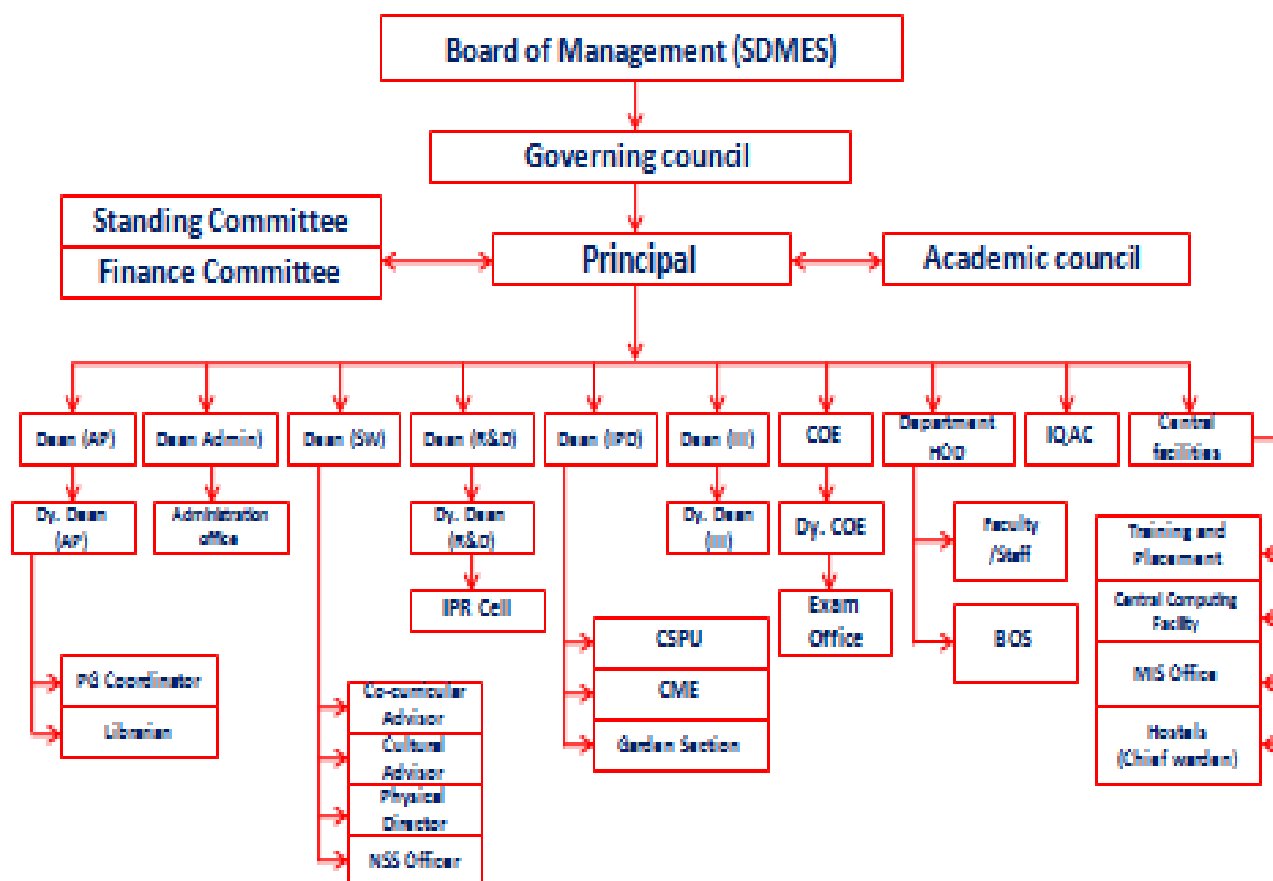 Board of Management (SDMES)
Governing council
Standing Committee
Finance Committee
Principal
Academic council
Dean (AP)
Dean Admin)
Dean (SW)
Dean (R&D)
Dean (IPD)
Dean (III)
COE
Department
HOD
IQAC
Central
facilities
Dy. Dean
(AP)
Administration
office
Dy. Dean
(R&D)
Dy. Dean
(III)
Dy. COE
Faculty
/Staff
Training and
Placement
IPR Cell
Exam
Office
Central Computing
Facility
CSPU
BOS
PG Coordinator
CME
MIS Office
Co-curricular
Advisor
Librarian
Cultural
Advisor
Garden Section
Hostels
(Chief warden)
Physical
Director
NSS Officer